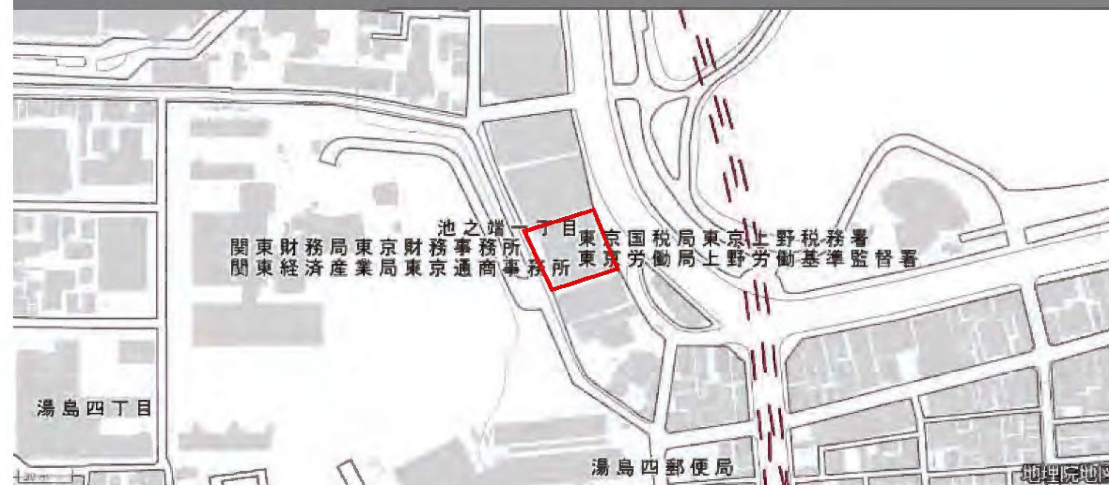 池之端一丁目
関東財務局東京財務事務所
関東経済産業局東京通商事務所
東京国税局東京上野税務署
東京労働局上野労働基準監督署
湯島四丁目
湯島四郵便局
地理院地図